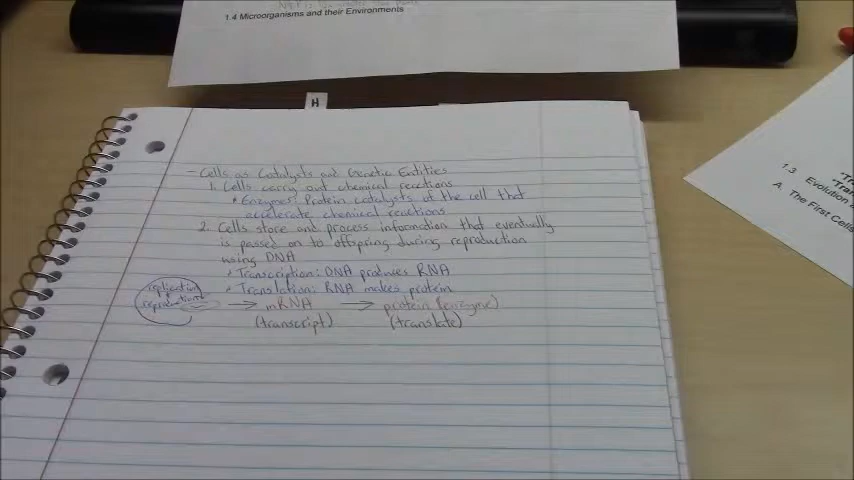 1.4 Microorganisms and their Environments
H
- Cells as Catalysts and Genetic Entities
1. Cells carry out chemical reactions
• Enzymes: Protein catalysts of the cell that
accelerate chemical reactions
2. Cells store and process information that eventually
is passed on to offspring during reproduction
using DNA
• Transcription: DNA produces RNA
• Translation: RNA makes protein
replication
reproduction → mRNA → protein (enzyme)
(transcript) (translate)
1.3 Evolution
A. The First Cells